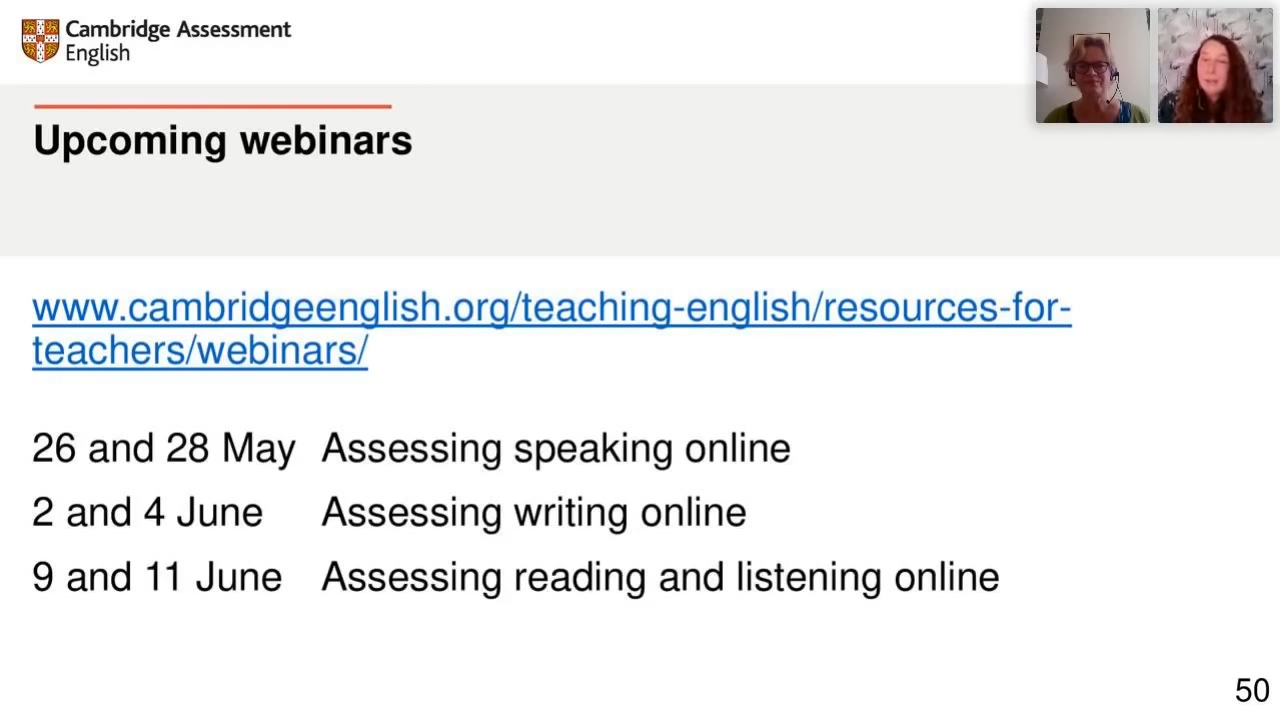 Cambridge Assessment
English
Upcoming webinars
www.cambridgeenglish.org/teaching-english/resources-for-
teachers/webinars/
26 and 28 May Assessing speaking online
2 and 4 June Assessing writing online
9 and 11 June Assessing reading and listening online
50